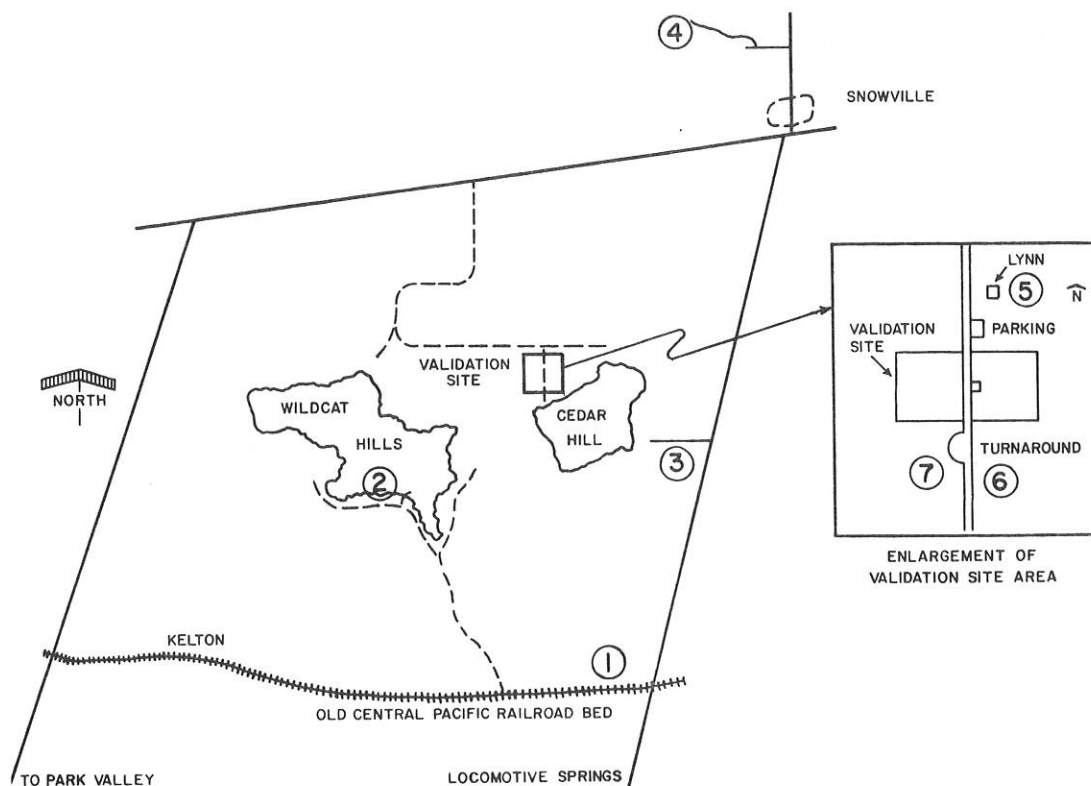 4
SNOWVILLE
LYNN
5
N
PARKING
VALIDATION
SITE
VALIDATION
SITE
NORTH
WILDCAT
HILLS
2
CEDAR
HILL
3
TURNAROUND
7
6
ENLARGEMENT OF
VALIDATION SITE AREA
KELTON
1
OLD CENTRAL PACIFIC RAILROAD BED
TO PARK VALLEY
LOCOMOTIVE SPRINGS